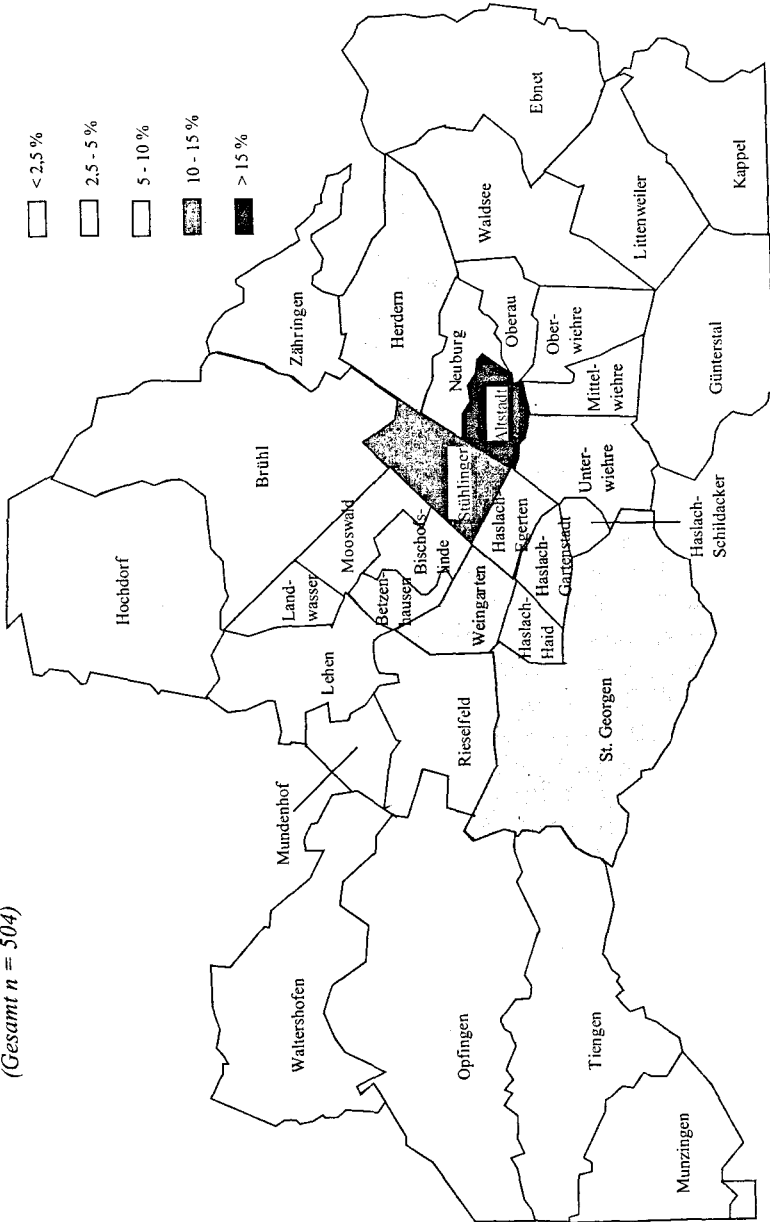 (Gesamt n = 504)
< 2,5 %
2,5 - 5 %
5 - 10 %
10 - 15 %
> 15 %
Hochdorf
Brühl
Zähringen
Mundenhof
Waltershofen
Lehen
Land-
wasser
Mooswald
Herdern
Ebnet
Waldsee
Neuburg
Betzen-
hausen
Bischofs-
linde
Stühlinger
Altstadt
Oberau
Opfingen
Rieselfeld
Weingarten
Haslach-
Egerten
Ober-
wiehre
Littenweiler
Kappel
Tiengen
Haslach-
Haid
Haslach-
Gartenstadt
Unter-
wiehre
Mittel-
wiehre
Munzingen
St. Georgen
Haslach-
Schildacker
Günterstal